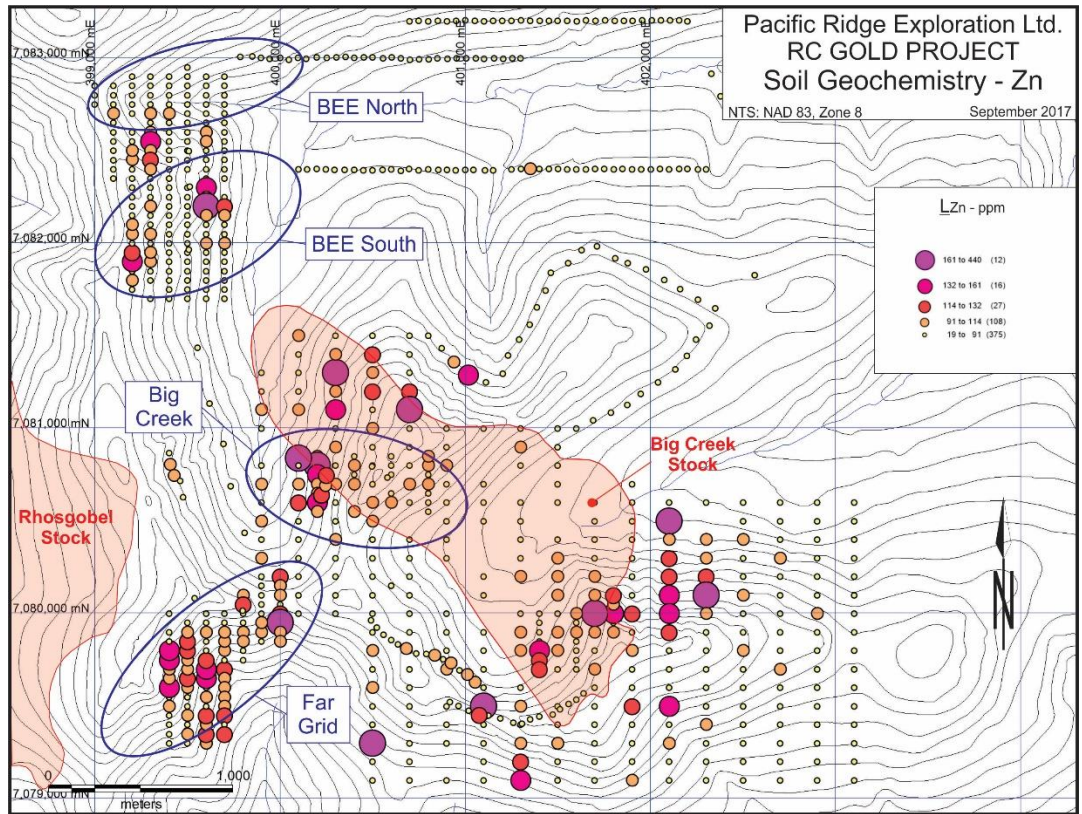 Pacific Ridge Exploration Ltd.
RC GOLD PROJECT
Soil Geochemistry - Zn
NTS: NAD 83, Zone 8 September 2017
399,000 mE
400,000 mE
401,000 mE
402,000 mE
7,083,000 mN
BEE North
LZn - ppm
BEE South
7,082,000 mN
161 to 440 (12)
132 to 161 (16)
114 to 132 (27)
91 to 114 (108)
19 to 91 (375)
Big
Creek
7,081,000 mN
Big Creek
Stock
Rhosgobel
Stock
7,080,000 mN
N
Far
Grid
0 1,000
7,079,000 mN
meters